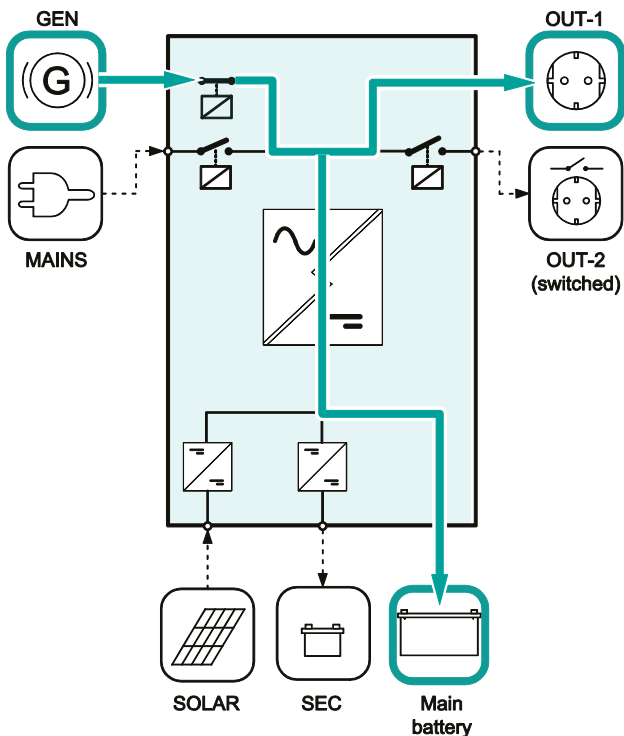 GEN
OUT-1
G
MAINS
OUT-2
(switched)
SOLAR
SEC
Main
battery